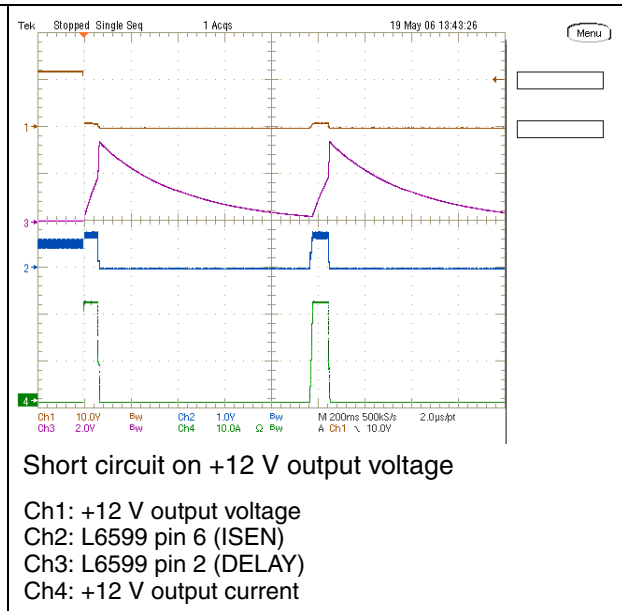 Tek Stopped Single Seq 1 Acqs 19 May 06 13:43:26
Menu
1
3
2
4
Ch1 10.0V Bw Ch2 1.0V Bw M 200ms 500kS/s 2.0µs/pt
Ch3 2.0V Bw Ch4 10.0A Ω Bw A Ch1 \ 10.0V
Short circuit on +12 V output voltage
Ch1: +12 V output voltage
Ch2: L6599 pin 6 (ISEN)
Ch3: L6599 pin 2 (DELAY)
Ch4: +12 V output current